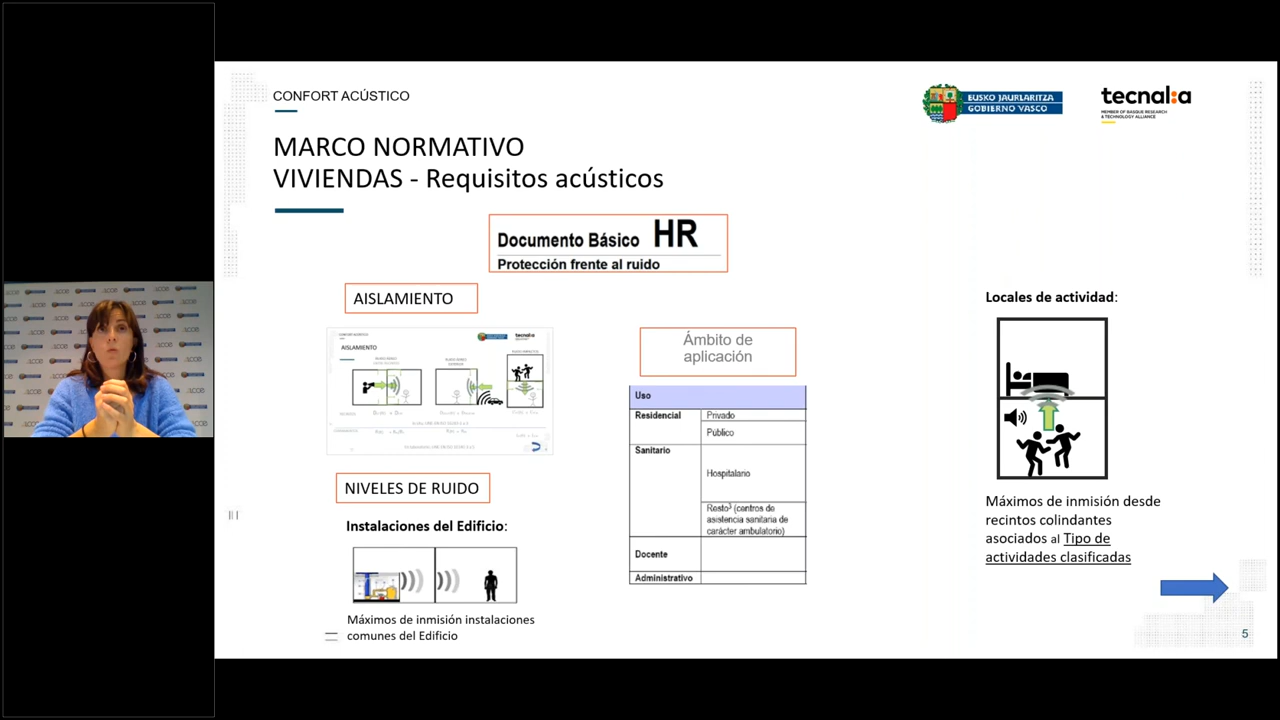 CONFORT ACÚSTICO
EUSKO JAURLARITZA
GOBIERNO VASCO
tecnal:a
MEMBER OF BASQUE RESEARCH
& TECHNOLOGY ALLIANCE
MARCO NORMATIVO
VIVIENDAS - Requisitos acústicos
Documento Básico HR
Protección frente al ruido
AISLAMIENTO
AISLAMIENTO
NIVELES DE RUIDO
Instalaciones del Edificio:
Máximos de inmisión instalaciones
comunes del Edificio
Ámbito de
aplicación
Uso
Residencial Privado
Público
Sanitario
Hospitalario
Resto³ (centros de
asistencia sanitaria de
carácter ambulatorio)
Docente
Administrativo
Locales de actividad:
Máximos de inmisión desde
recintos colindantes
asociados al Tipo de
actividades clasificadas
5